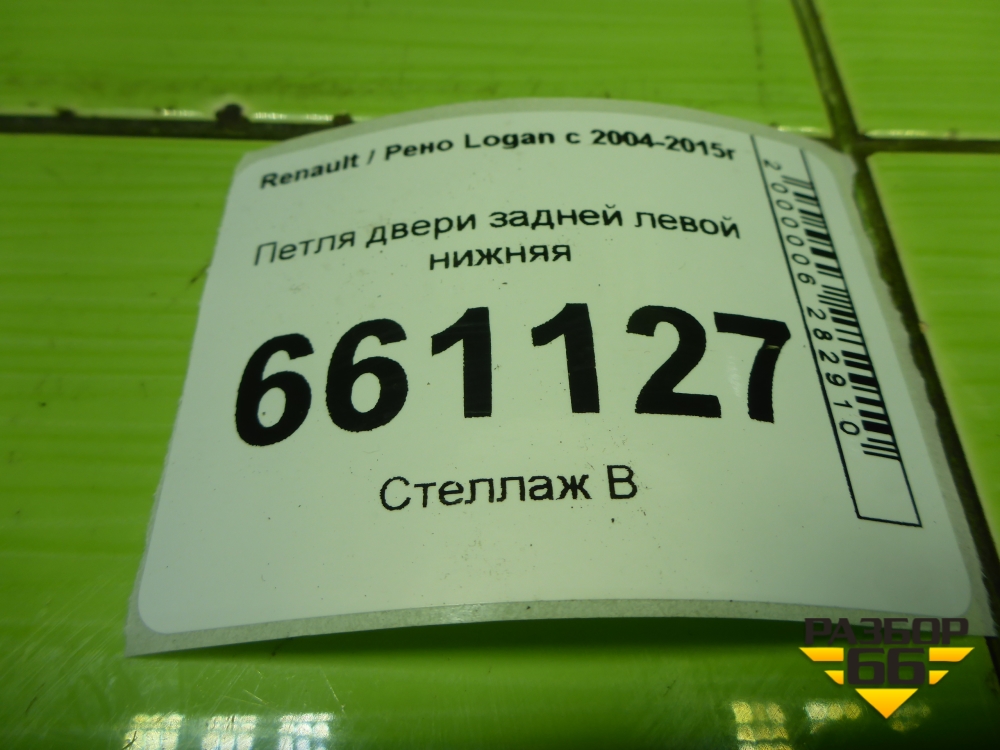 Renault / Рено Logan с 2004-2015г
Петля двери задней левой
нижняя
661127
Стеллаж В
2000006282910
РАЗБОР
66